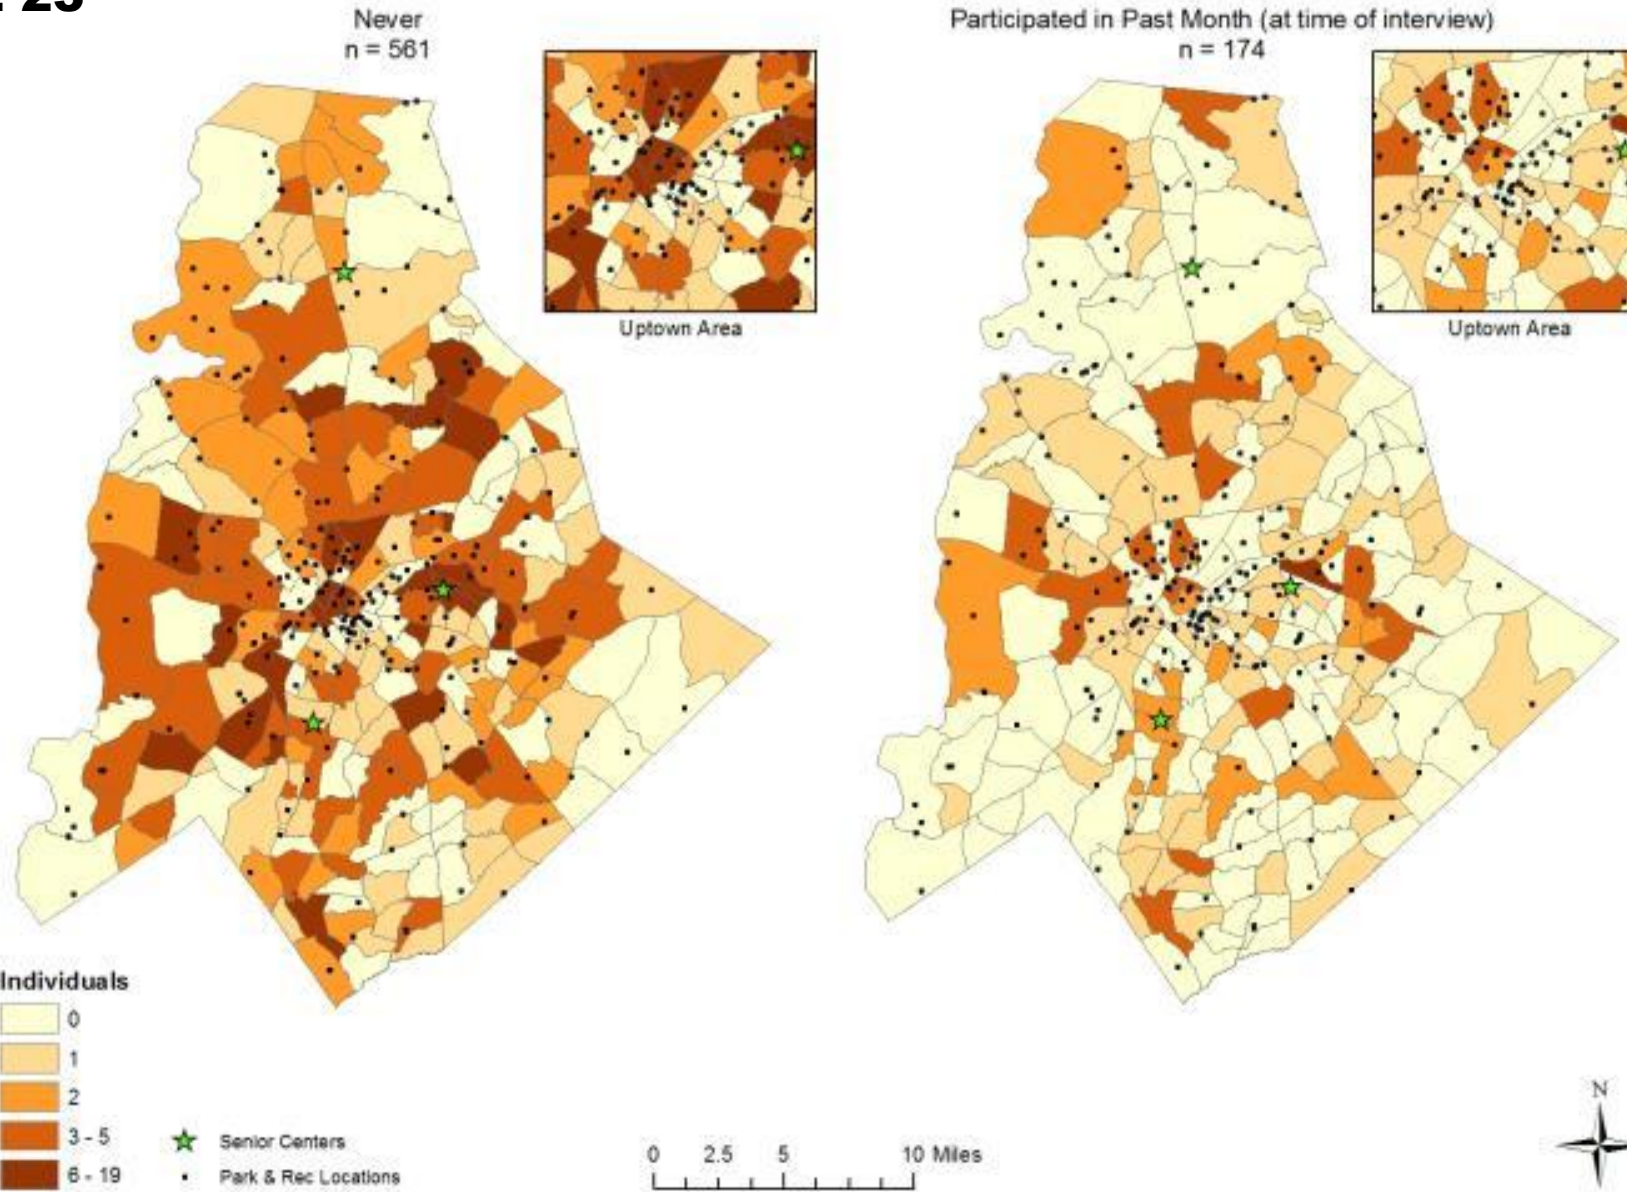 Never
n = 561
Participated in Past Month (at time of interview)
n = 174
Uptown Area
Uptown Area
Individuals
0
1
2
3 - 5
6 - 19
Senior Centers
Park & Rec Locations
0 2.5 5 10 Miles
N